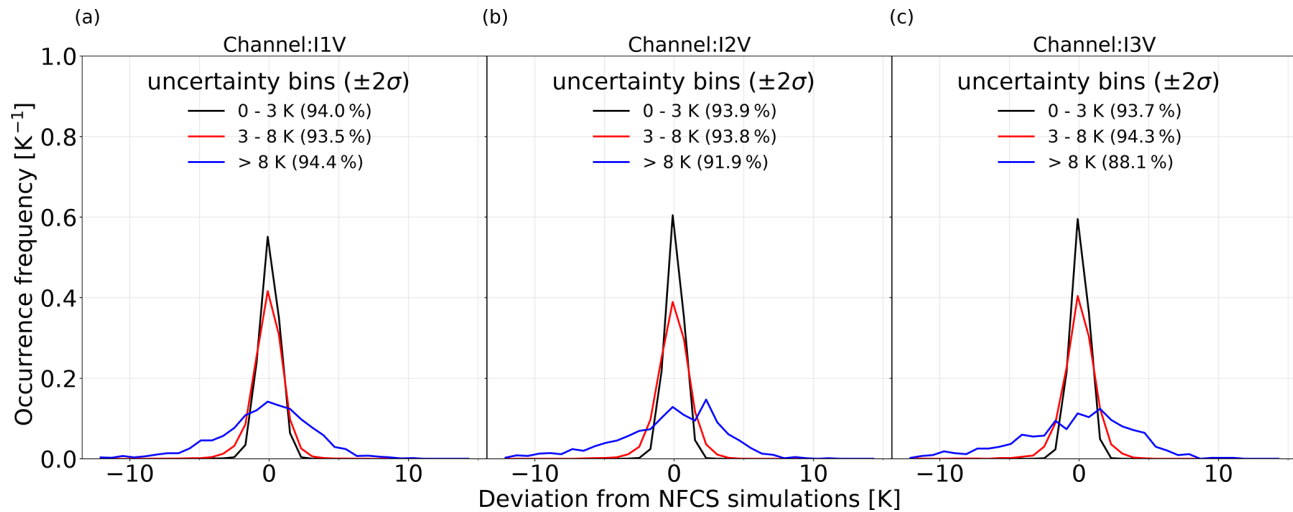 (a)
(b)
(c)
Channel:I1V
Channel:I2V
Channel:I3V
uncertainty bins (±2σ)
0 - 3 K (94.0 %)
3 - 8 K (93.5 %)
> 8 K (94.4 %)
uncertainty bins (±2σ)
0 - 3 K (93.9 %)
3 - 8 K (93.8 %)
> 8 K (91.9 %)
uncertainty bins (±2σ)
0 - 3 K (93.7 %)
3 - 8 K (94.3 %)
> 8 K (88.1 %)
Occurrence frequency [K⁻¹]
1.0
0.8
0.6
0.4
0.2
0.0
−10 0 10
−10 0 10
−10 0 10
Deviation from NFCS simulations [K]